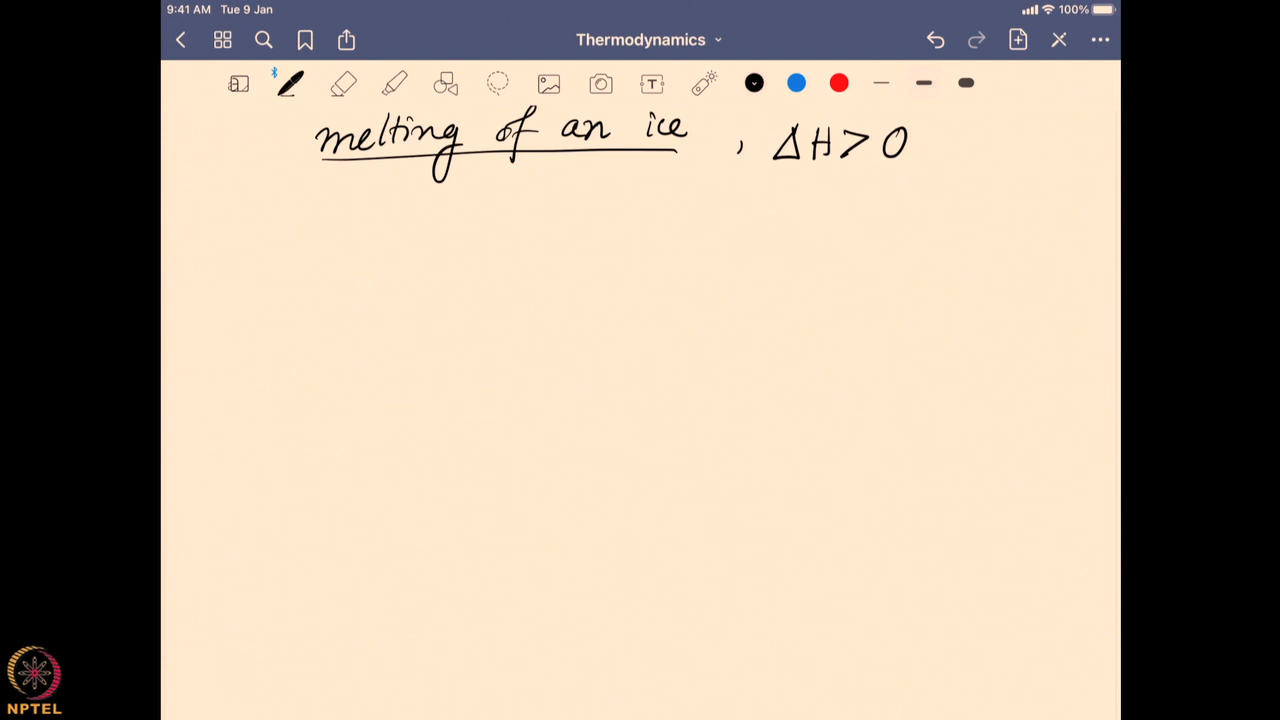 9:41 AM Tue 9 Jan 100%
Thermodynamics
T
melting of an ice , ΔH > 0
NPTEL